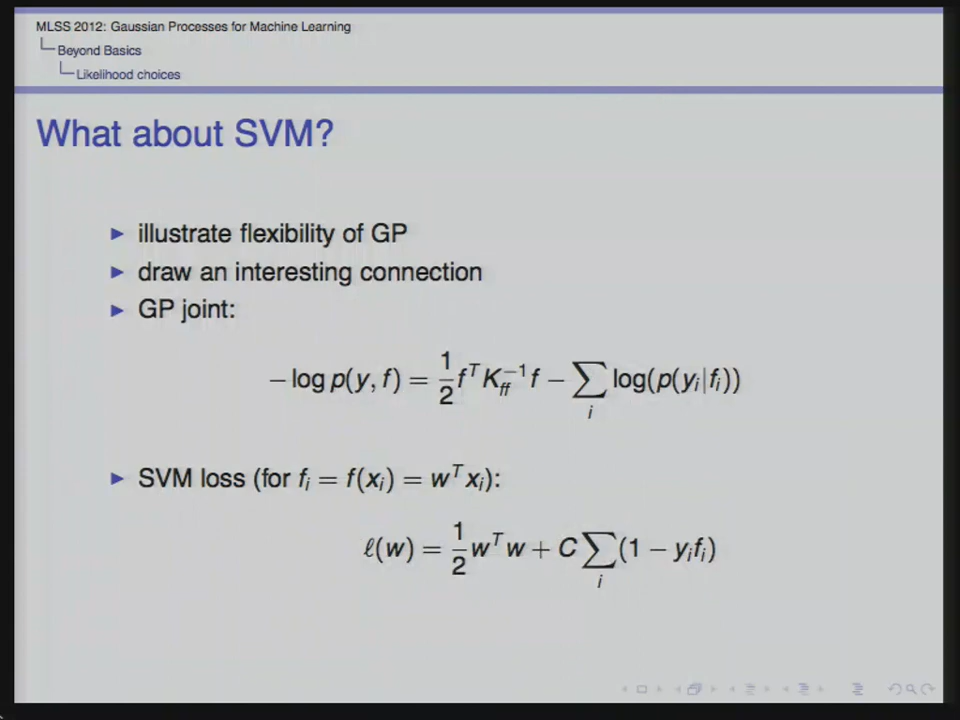 MLSS 2012: Gaussian Processes for Machine Learning
Beyond Basics
Likelihood choices
What about SVM?
illustrate flexibility of GP
draw an interesting connection
GP joint:
− log p(y, f) = 1/2 f^T K_ff^−1 f − ∑_i log(p(y_i|f_i))
SVM loss (for f_i = f(x_i) = w^T x_i):
ℓ(w) = 1/2 w^T w + C ∑_i (1 − y_i f_i)